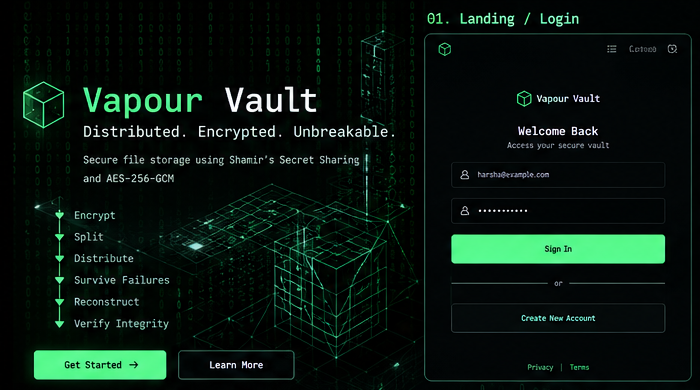 Vapour Vault
Distributed. Encrypted. Unbreakable.
Secure file storage using Shamir's Secret Sharing
and AES-256-GCM
Encrypt
Split
Distribute
Survive Failures
Reconstruct
Verify Integrity
Get Started →
Learn More
01. Landing / Login
Vapour Vault
Welcome Back
Access your secure vault
harsha@example.com
•••••••••••
Sign In
or
Create New Account
Privacy | Terms